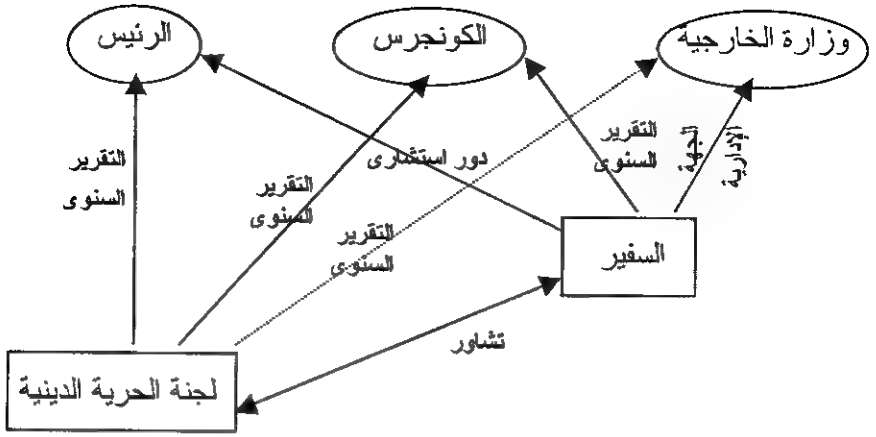 وزارة الخارجية
الكونجرس
الرئيس
الإدارية
الجهة
التقرير
السنوى
دور استشارى
التقرير
السنوى
التقرير
السنوى
التقرير
السنوى
السفير
تشاور
لجنة الحرية الدينية